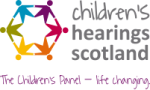 children's
hearings
scotland
The Children's Panel – life changing.